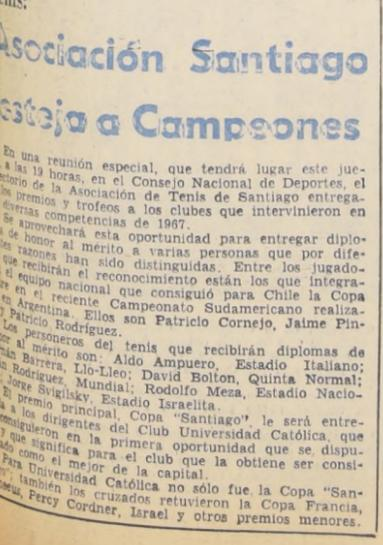 Asociación Santiago
esteja a Campeones
En una reunión especial, que tendrá lugar este jue-
a las 19 horas, en el Consejo Nacional de Deportes, el
ectorio de la Asociación de Tenis de Santiago entrega-
los premios y trofeos a los clubes que intervinieron en
diversas competencias de 1967.
Se aprovechará esta oportunidad para entregar diplo-
de honor al mérito a varias personas que por dife-
tes razones han sido distinguidas. Entre los jugado-
que recibirán el reconocimiento están los que integra-
el equipo nacional que consiguió para Chile la Copa
re en el reciente Campeonato Sudamericano realiza-
en Argentina. Ellos son Patricio Cornejo, Jaime Pin-
y Patricio Rodríguez.
Los personeros del tenis que recibirán diplomas de
or al mérito son: Aldo Ampuero, Estadio Italiano;
mán Barrera, Llo-Lleo; David Bolton, Quinta Normal;
n Rodríguez, Mundial; Rodolfo Meza, Estadio Nacio-
Jorge Svigilsky, Estadio Israelita.
El premio principal, Copa "Santiago", le será entre-
a a los dirigentes del Club Universidad Católica, que
onsiguieron en la primera oportunidad que se dispu-
y que significa para el club que la obtiene ser consi-
ado como el mejor de la capital.
Para Universidad Católica no sólo fue la Copa "San-
también los cruzados retuvieron la Copa Francia,
Percy Cordner, Israel y otros premios menores.